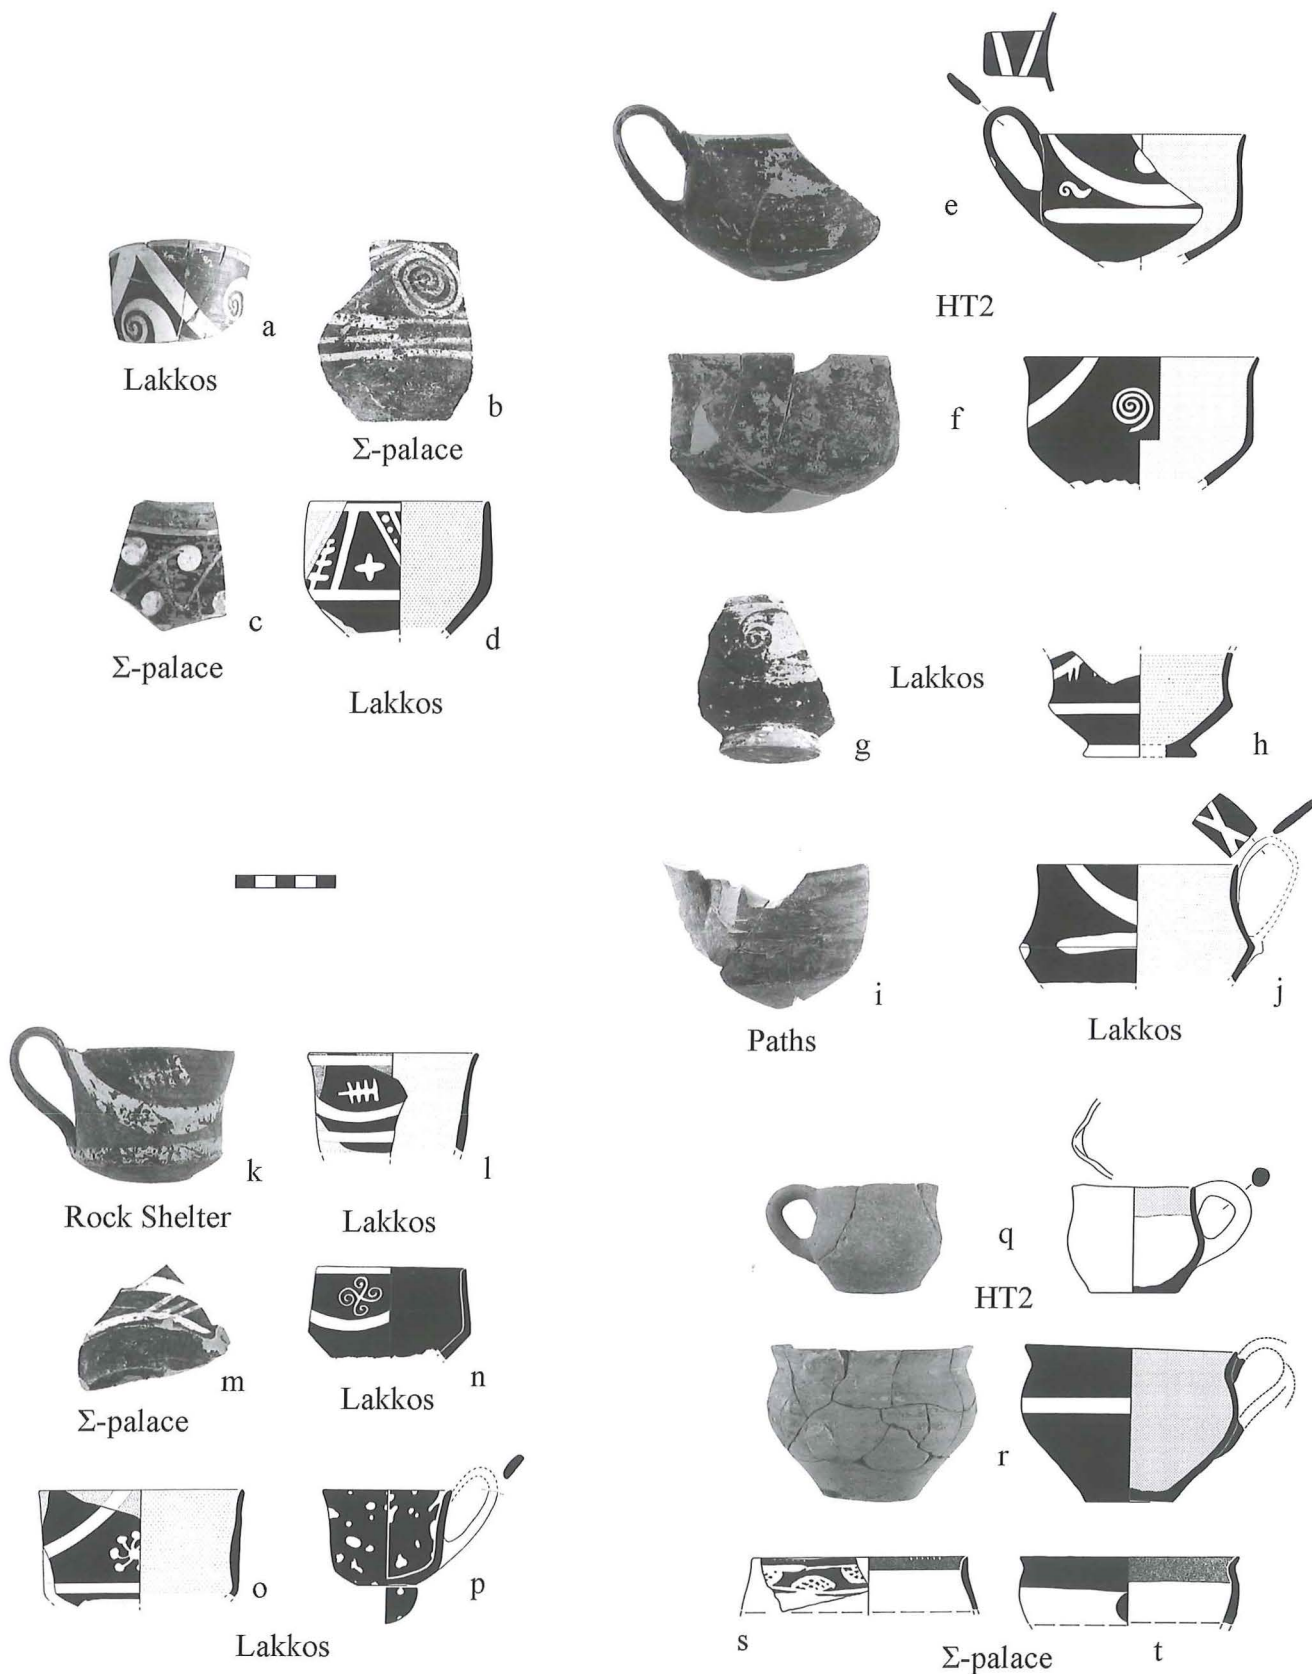 a
Lakkos
b
Σ-palace
c
Σ-palace
d
Lakkos
e
HT2
f
g
Lakkos
h
i
Paths
j
Lakkos
k
Rock Shelter
l
Lakkos
m
Σ-palace
n
Lakkos
o
p
Lakkos
q
HT2
r
s
t
Σ-palace